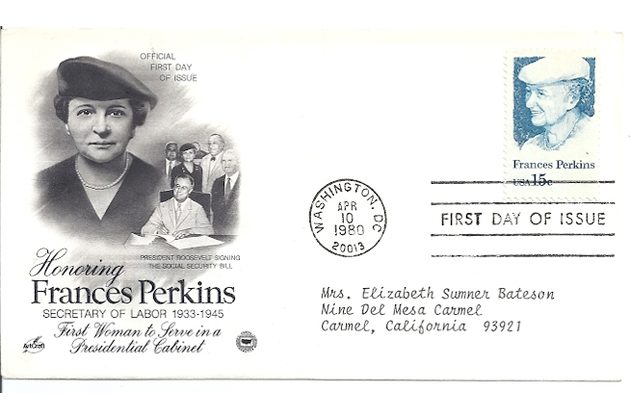 OFFICIAL
FIRST DAY
OF ISSUE
PRESIDENT ROOSEVELT SIGNING
THE SOCIAL SECURITY BILL
Honoring
Frances Perkins
SECRETARY OF LABOR 1933-1945
First Woman to Serve in a
Presidential Cabinet
ArtCraft
Frances Perkins
USA 15c
WASHINGTON, DC
APR
10
1980
20013
FIRST DAY OF ISSUE
Mrs. Elizabeth Sumner Bateson
Nine Del Mesa Carmel
Carmel, California 93921